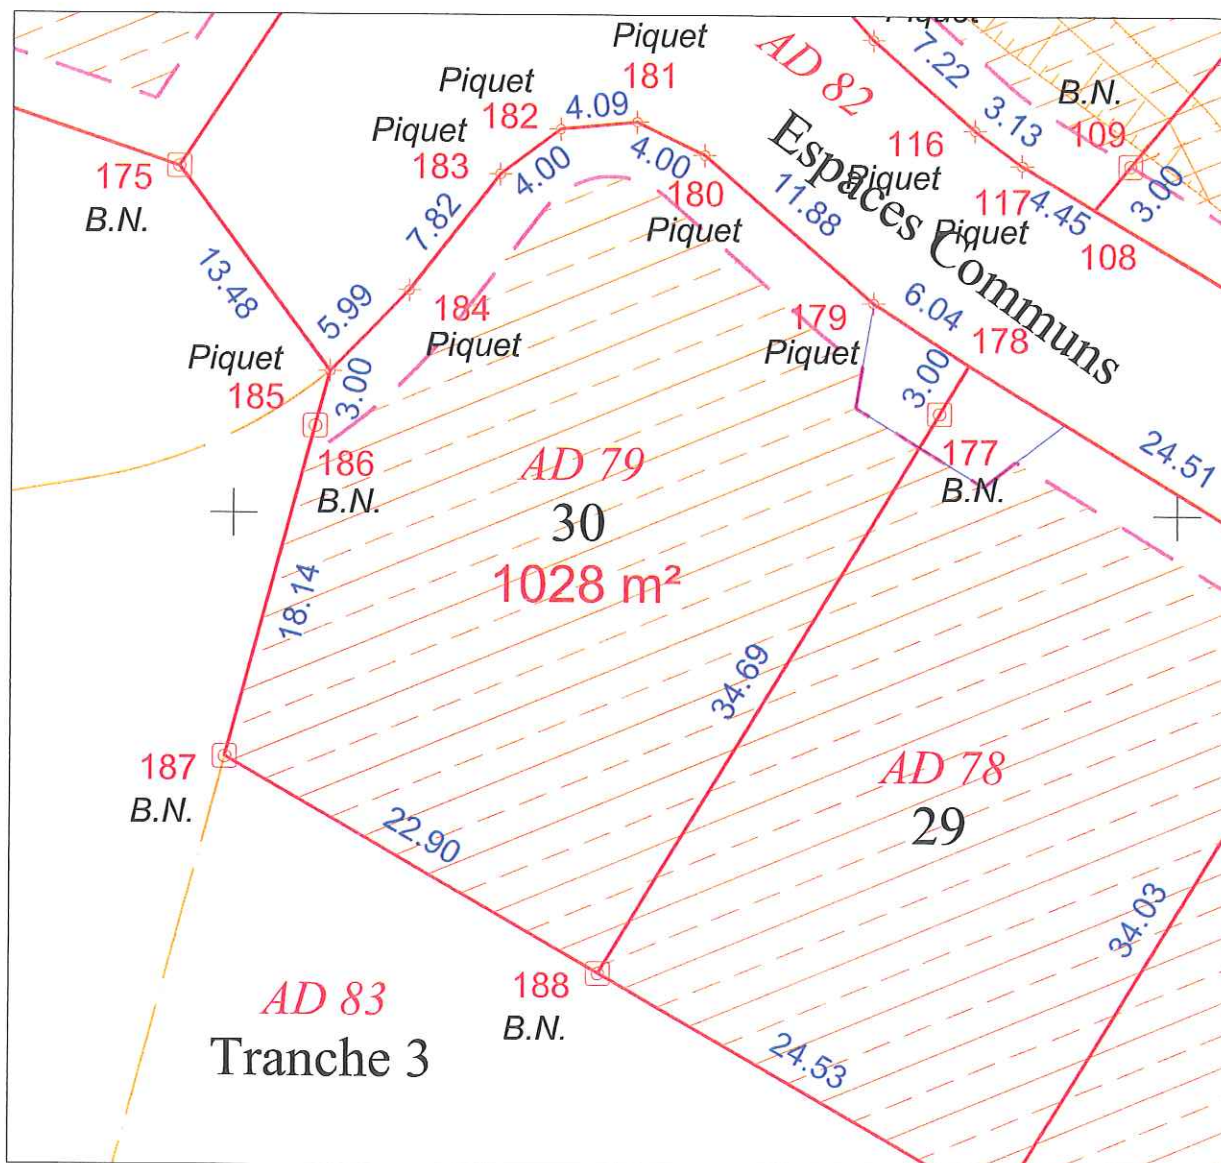 Piquet
181
Piquet
182
4.09
Piquet
183
4.00
4.00
180
Piquet
7.82
11.88
AD 82
Espaces Communs
Piquet
7.22
3.13
116
Piquet
B.N.
109
117
Piquet
4.45
3.00
108
175
B.N.
13.48
5.99
184
Piquet
Piquet
185
3.00
186
B.N.
179
Piquet
6.04
178
3.00
177
B.N.
24.51
AD 79
30
1028 m²
18.14
34.69
187
B.N.
22.90
AD 78
29
34.03
188
B.N.
24.53
AD 83
Tranche 3